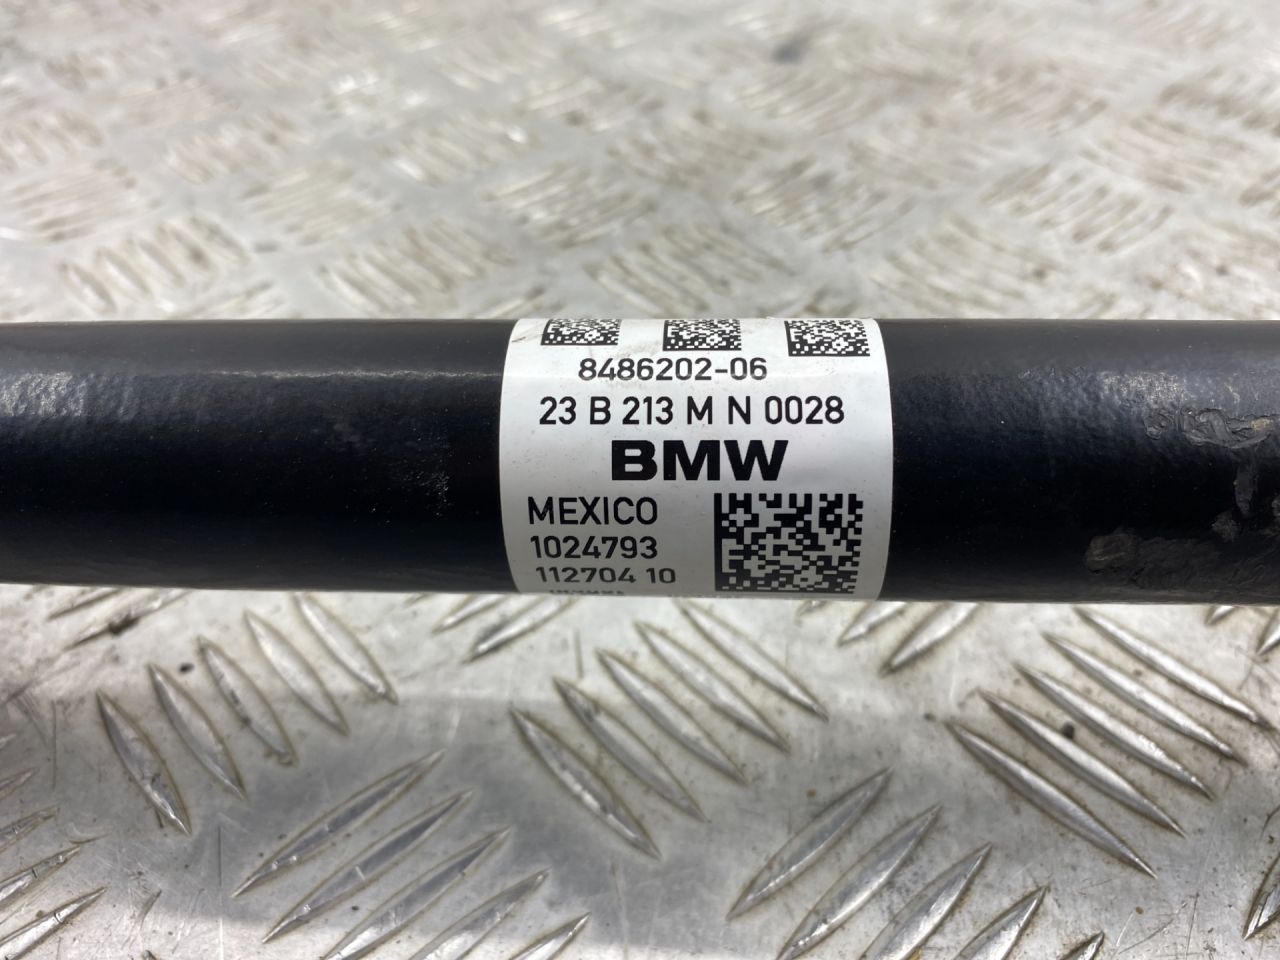 8486202-06
23 B 213 M N 0028
BMW
MEXICO
1024793
112704 10